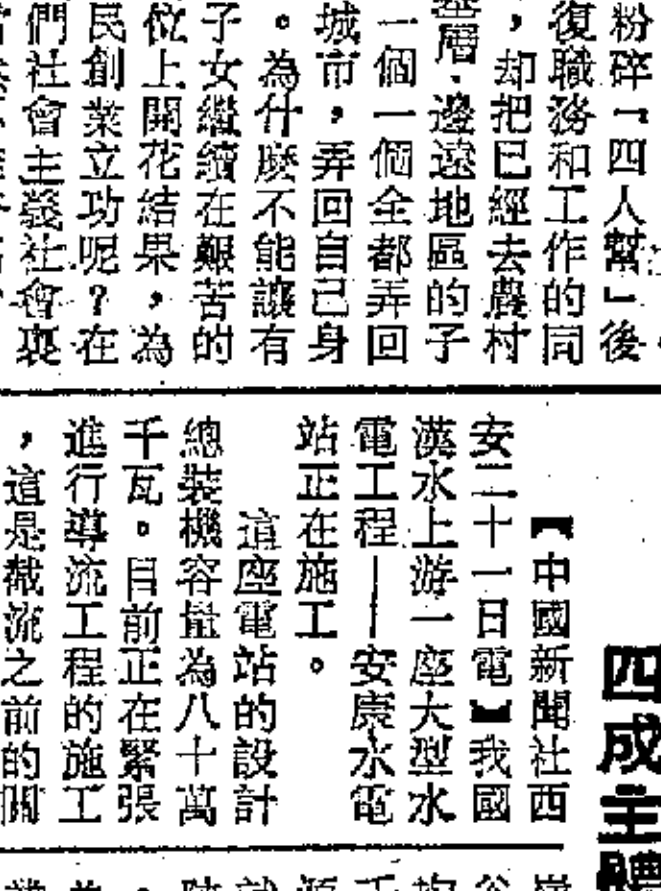 粉碎「四人幫」後
復職務和工作的同
，却把已經去農村
基層、邊遠地區的子
一個一個全都弄回
城市，弄回自己身
。為什麼不能讓有
子女繼續在艱苦的
位上開花結果，為
民創業立功呢？在
們社會主義社會裏
四成主體
【中國新聞社西
安二十一日電】我國
漢水上游一座大型水
電工程——安康水電
站正在施工。
這座電站的設計
總裝機容量為八十萬
千瓦。目前正在緊張
進行導流工程的施工
，這是截流之前的關